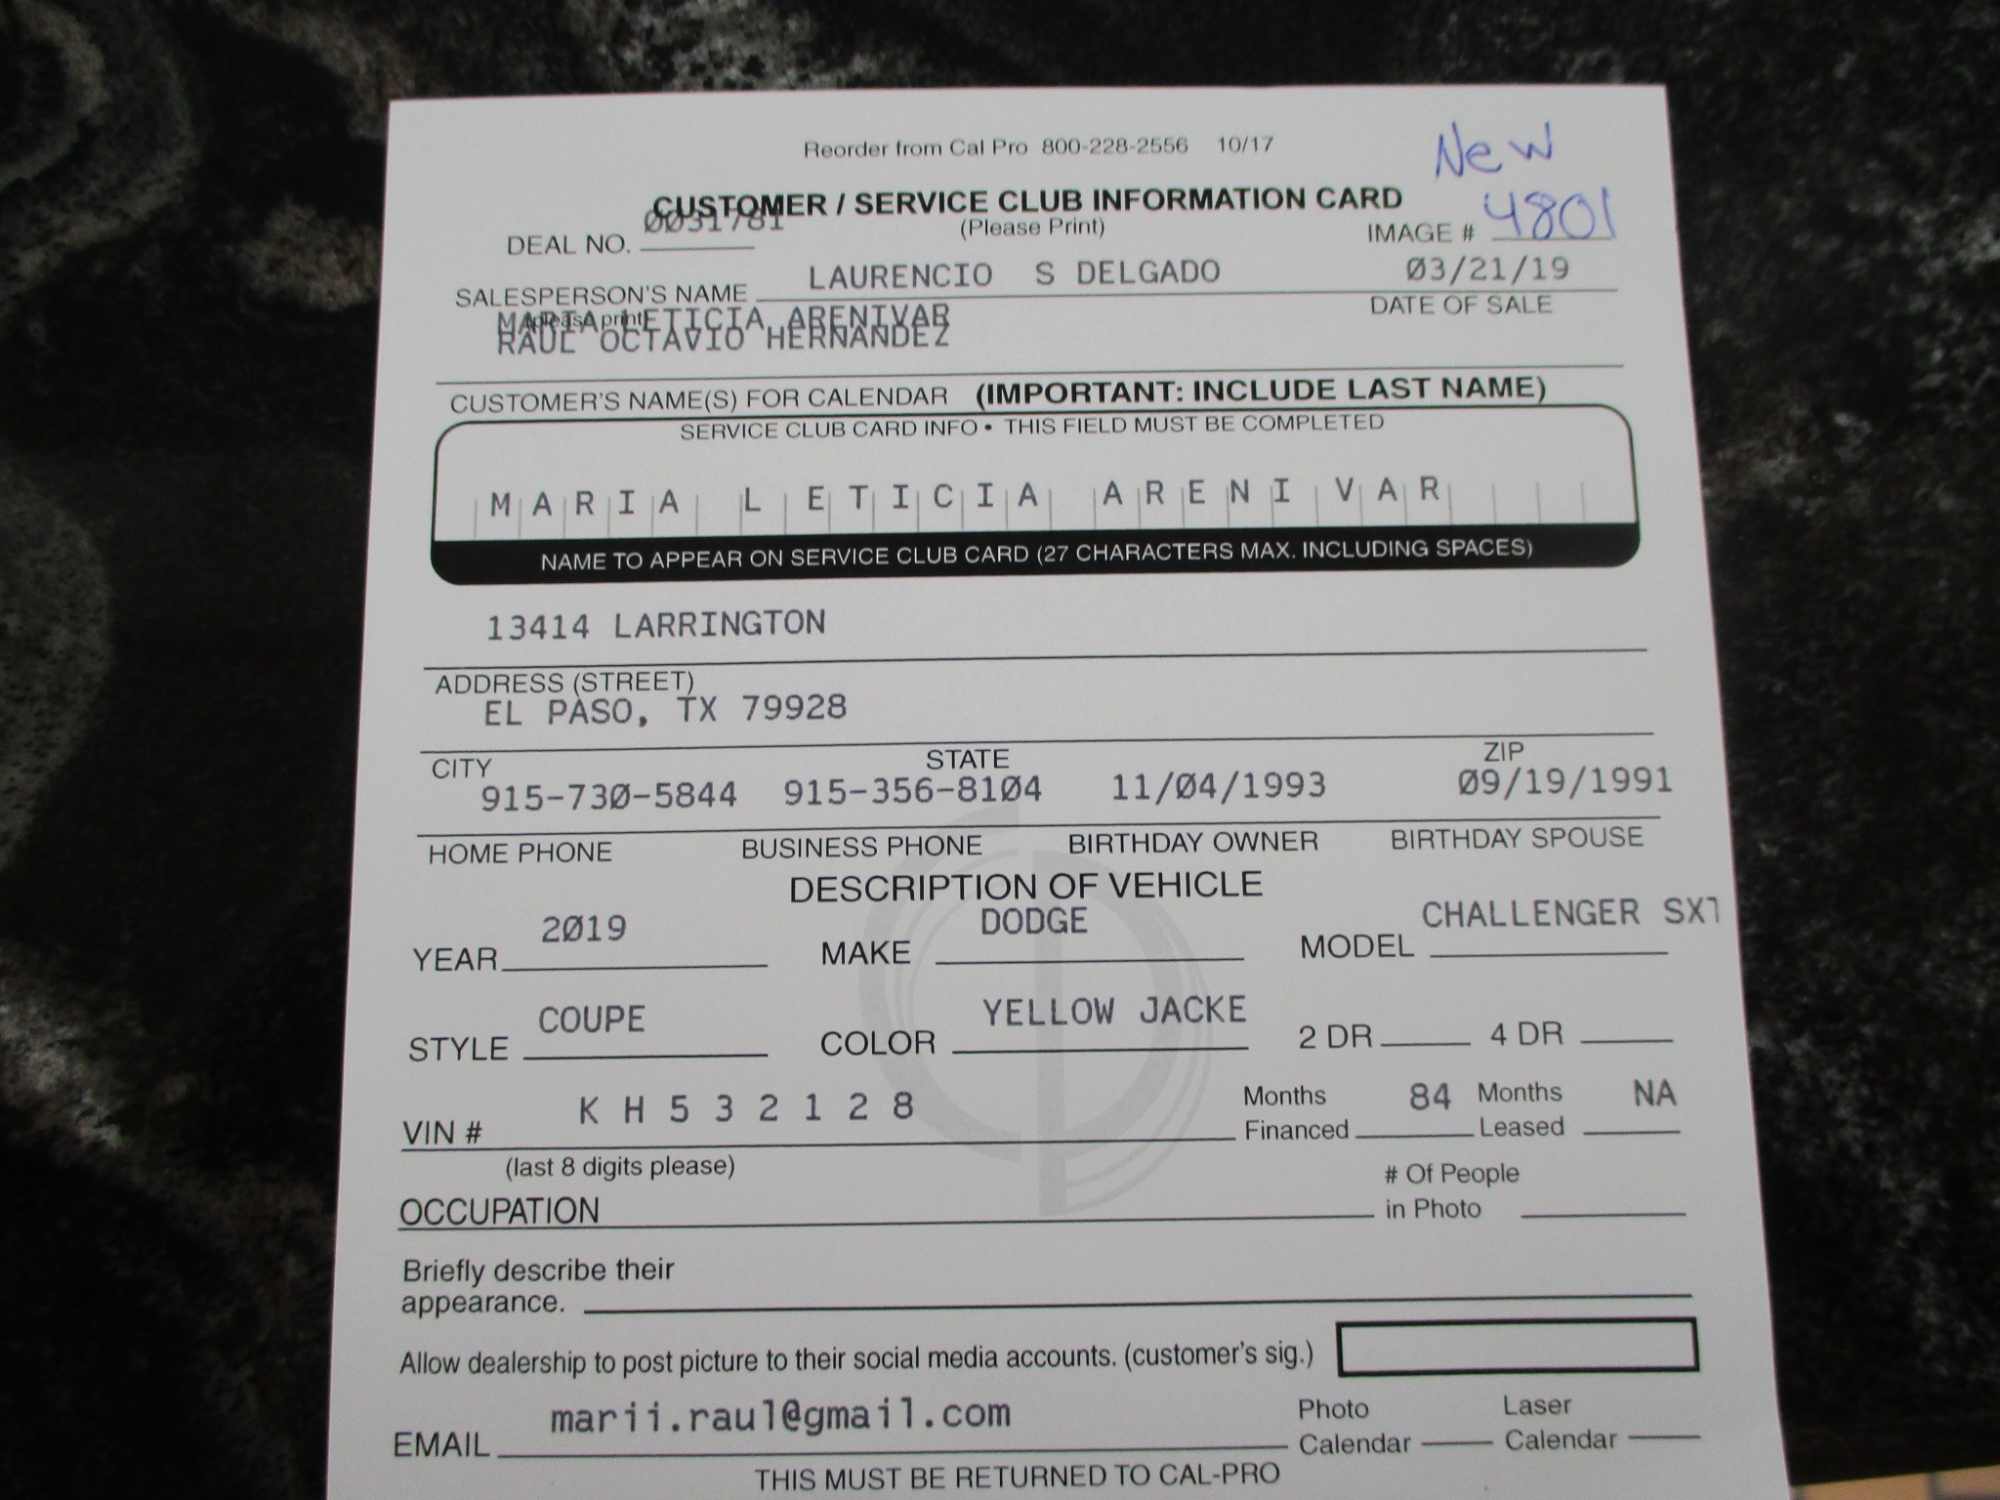 Reorder from Cal Pro 800-228-2556 10/17
New
CUSTOMER / SERVICE CLUB INFORMATION CARD
(Please Print)
DEAL NO. 0031781
IMAGE # 4801
SALESPERSON'S NAME LAURENCIO S DELGADO
03/21/19
DATE OF SALE
(please print)
MARIA LETICIA ARENIVAR
RAUL OCTAVIO HERNANDEZ
CUSTOMER'S NAME(S) FOR CALENDAR (IMPORTANT: INCLUDE LAST NAME)
SERVICE CLUB CARD INFO • THIS FIELD MUST BE COMPLETED
MARIA LETICIA ARENIVAR
NAME TO APPEAR ON SERVICE CLUB CARD (27 CHARACTERS MAX. INCLUDING SPACES)
13414 LARRINGTON
ADDRESS (STREET)
EL PASO, TX 79928
CITY STATE ZIP
915-730-5844 915-356-8104 11/04/1993 09/19/1991
HOME PHONE BUSINESS PHONE BIRTHDAY OWNER BIRTHDAY SPOUSE
DESCRIPTION OF VEHICLE
YEAR 2019 MAKE DODGE MODEL CHALLENGER SXT
STYLE COUPE COLOR YELLOW JACKE 2 DR 4 DR
VIN # KH532128 Months Financed 84 Months Leased NA
(last 8 digits please)
OCCUPATION # Of People in Photo
Briefly describe their
appearance.
Allow dealership to post picture to their social media accounts. (customer's sig.)
EMAIL marii.raul@gmail.com Photo Calendar Laser Calendar
THIS MUST BE RETURNED TO CAL-PRO